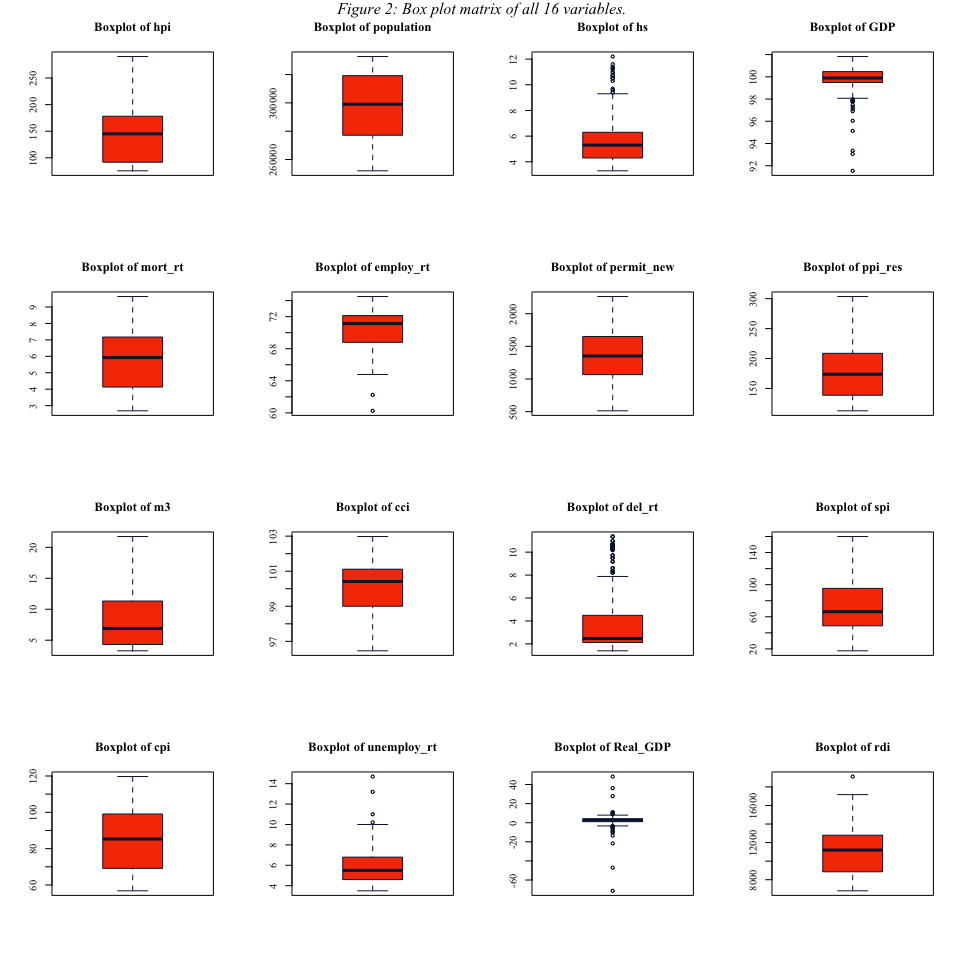 Figure 2: Box plot matrix of all 16 variables.
Boxplot of hpi
100 150 200 250
Boxplot of population
260000 300000
Boxplot of hs
4 6 8 10 12
Boxplot of GDP
92 94 96 98 100
Boxplot of mort_rt
3 4 5 6 7 8 9
Boxplot of employ_rt
60 64 68 72
Boxplot of permit_new
500 1000 1500 2000
Boxplot of ppi_res
150 200 250 300
Boxplot of m3
5 10 15 20
Boxplot of cci
97 99 101 103
Boxplot of del_rt
2 4 6 8 10
Boxplot of spi
20 60 100 140
Boxplot of cpi
60 80 100 120
Boxplot of unemploy_rt
4 6 8 10 12 14
Boxplot of Real_GDP
-60 -20 0 20 40
Boxplot of rdi
8000 12000 16000